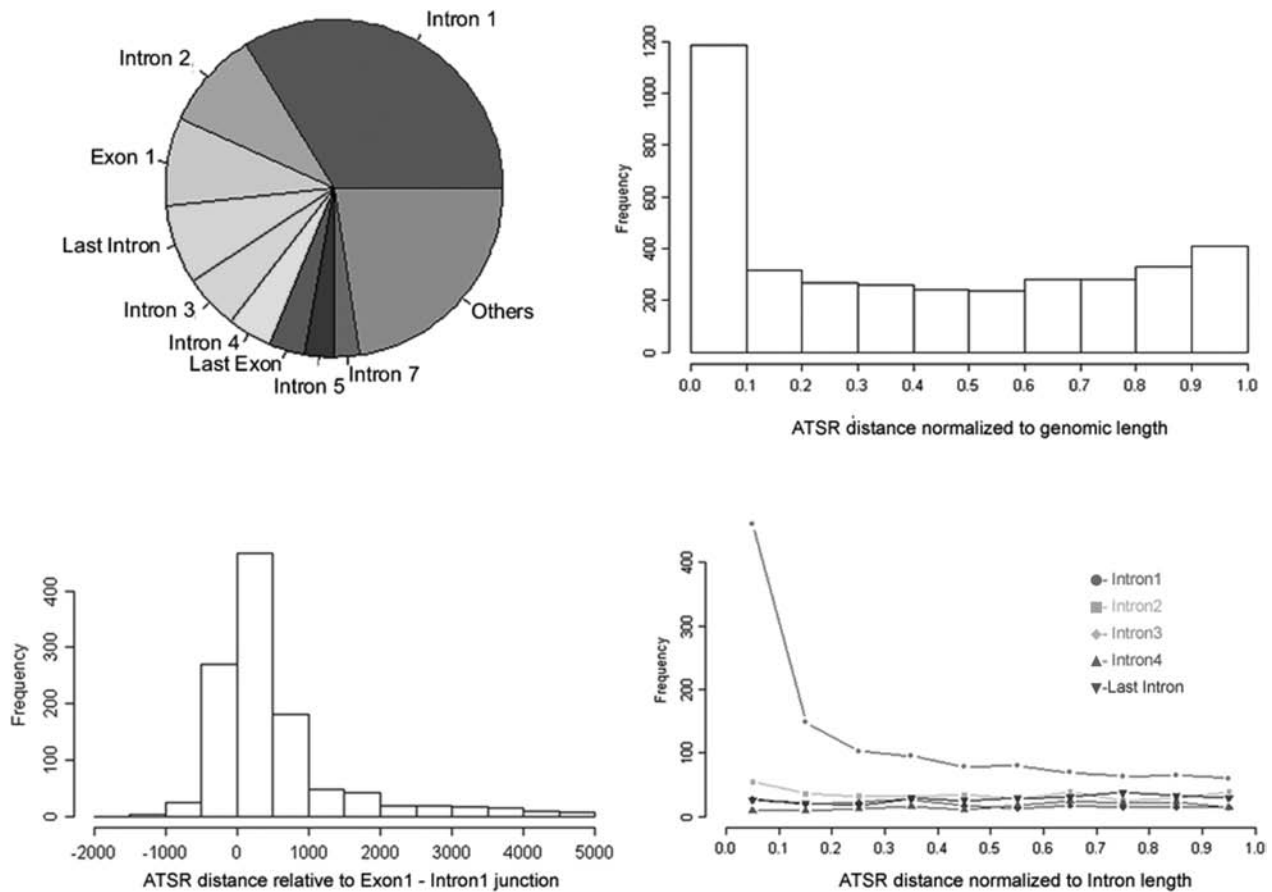 Intron 1
Intron 2
Exon 1
Last Intron
Intron 3
Intron 4
Last Exon
Intron 5
Intron 7
Others
Frequency
0 200 400 600 800 1000 1200
0.0 0.1 0.2 0.3 0.4 0.5 0.6 0.7 0.8 0.9 1.0
ATSR distance normalized to genomic length
Frequency
0 100 200 300 400
-2000 -1000 0 1000 2000 3000 4000 5000
ATSR distance relative to Exon1 - Intron1 junction
Frequency
0 100 200 300 400
Intron1
Intron2
Intron3
Intron4
Last Intron
0.0 0.1 0.2 0.3 0.4 0.5 0.6 0.7 0.8 0.9 1.0
ATSR distance normalized to Intron length